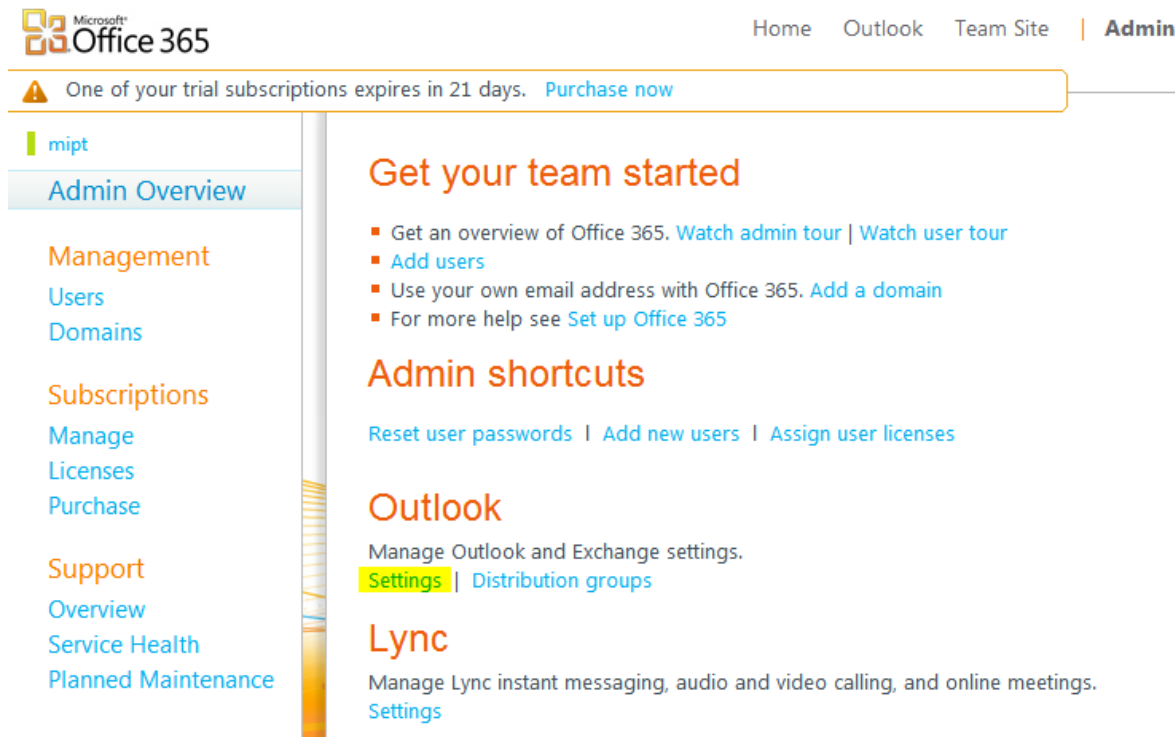 Microsoft®
Office 365
Home Outlook Team Site | Admin
One of your trial subscriptions expires in 21 days. Purchase now
mipt
Admin Overview
Management
Users
Domains
Subscriptions
Manage
Licenses
Purchase
Support
Overview
Service Health
Planned Maintenance
Get your team started
Get an overview of Office 365. Watch admin tour | Watch user tour
Add users
Use your own email address with Office 365. Add a domain
For more help see Set up Office 365
Admin shortcuts
Reset user passwords | Add new users | Assign user licenses
Outlook
Manage Outlook and Exchange settings.
Settings | Distribution groups
Lync
Manage Lync instant messaging, audio and video calling, and online meetings.
Settings